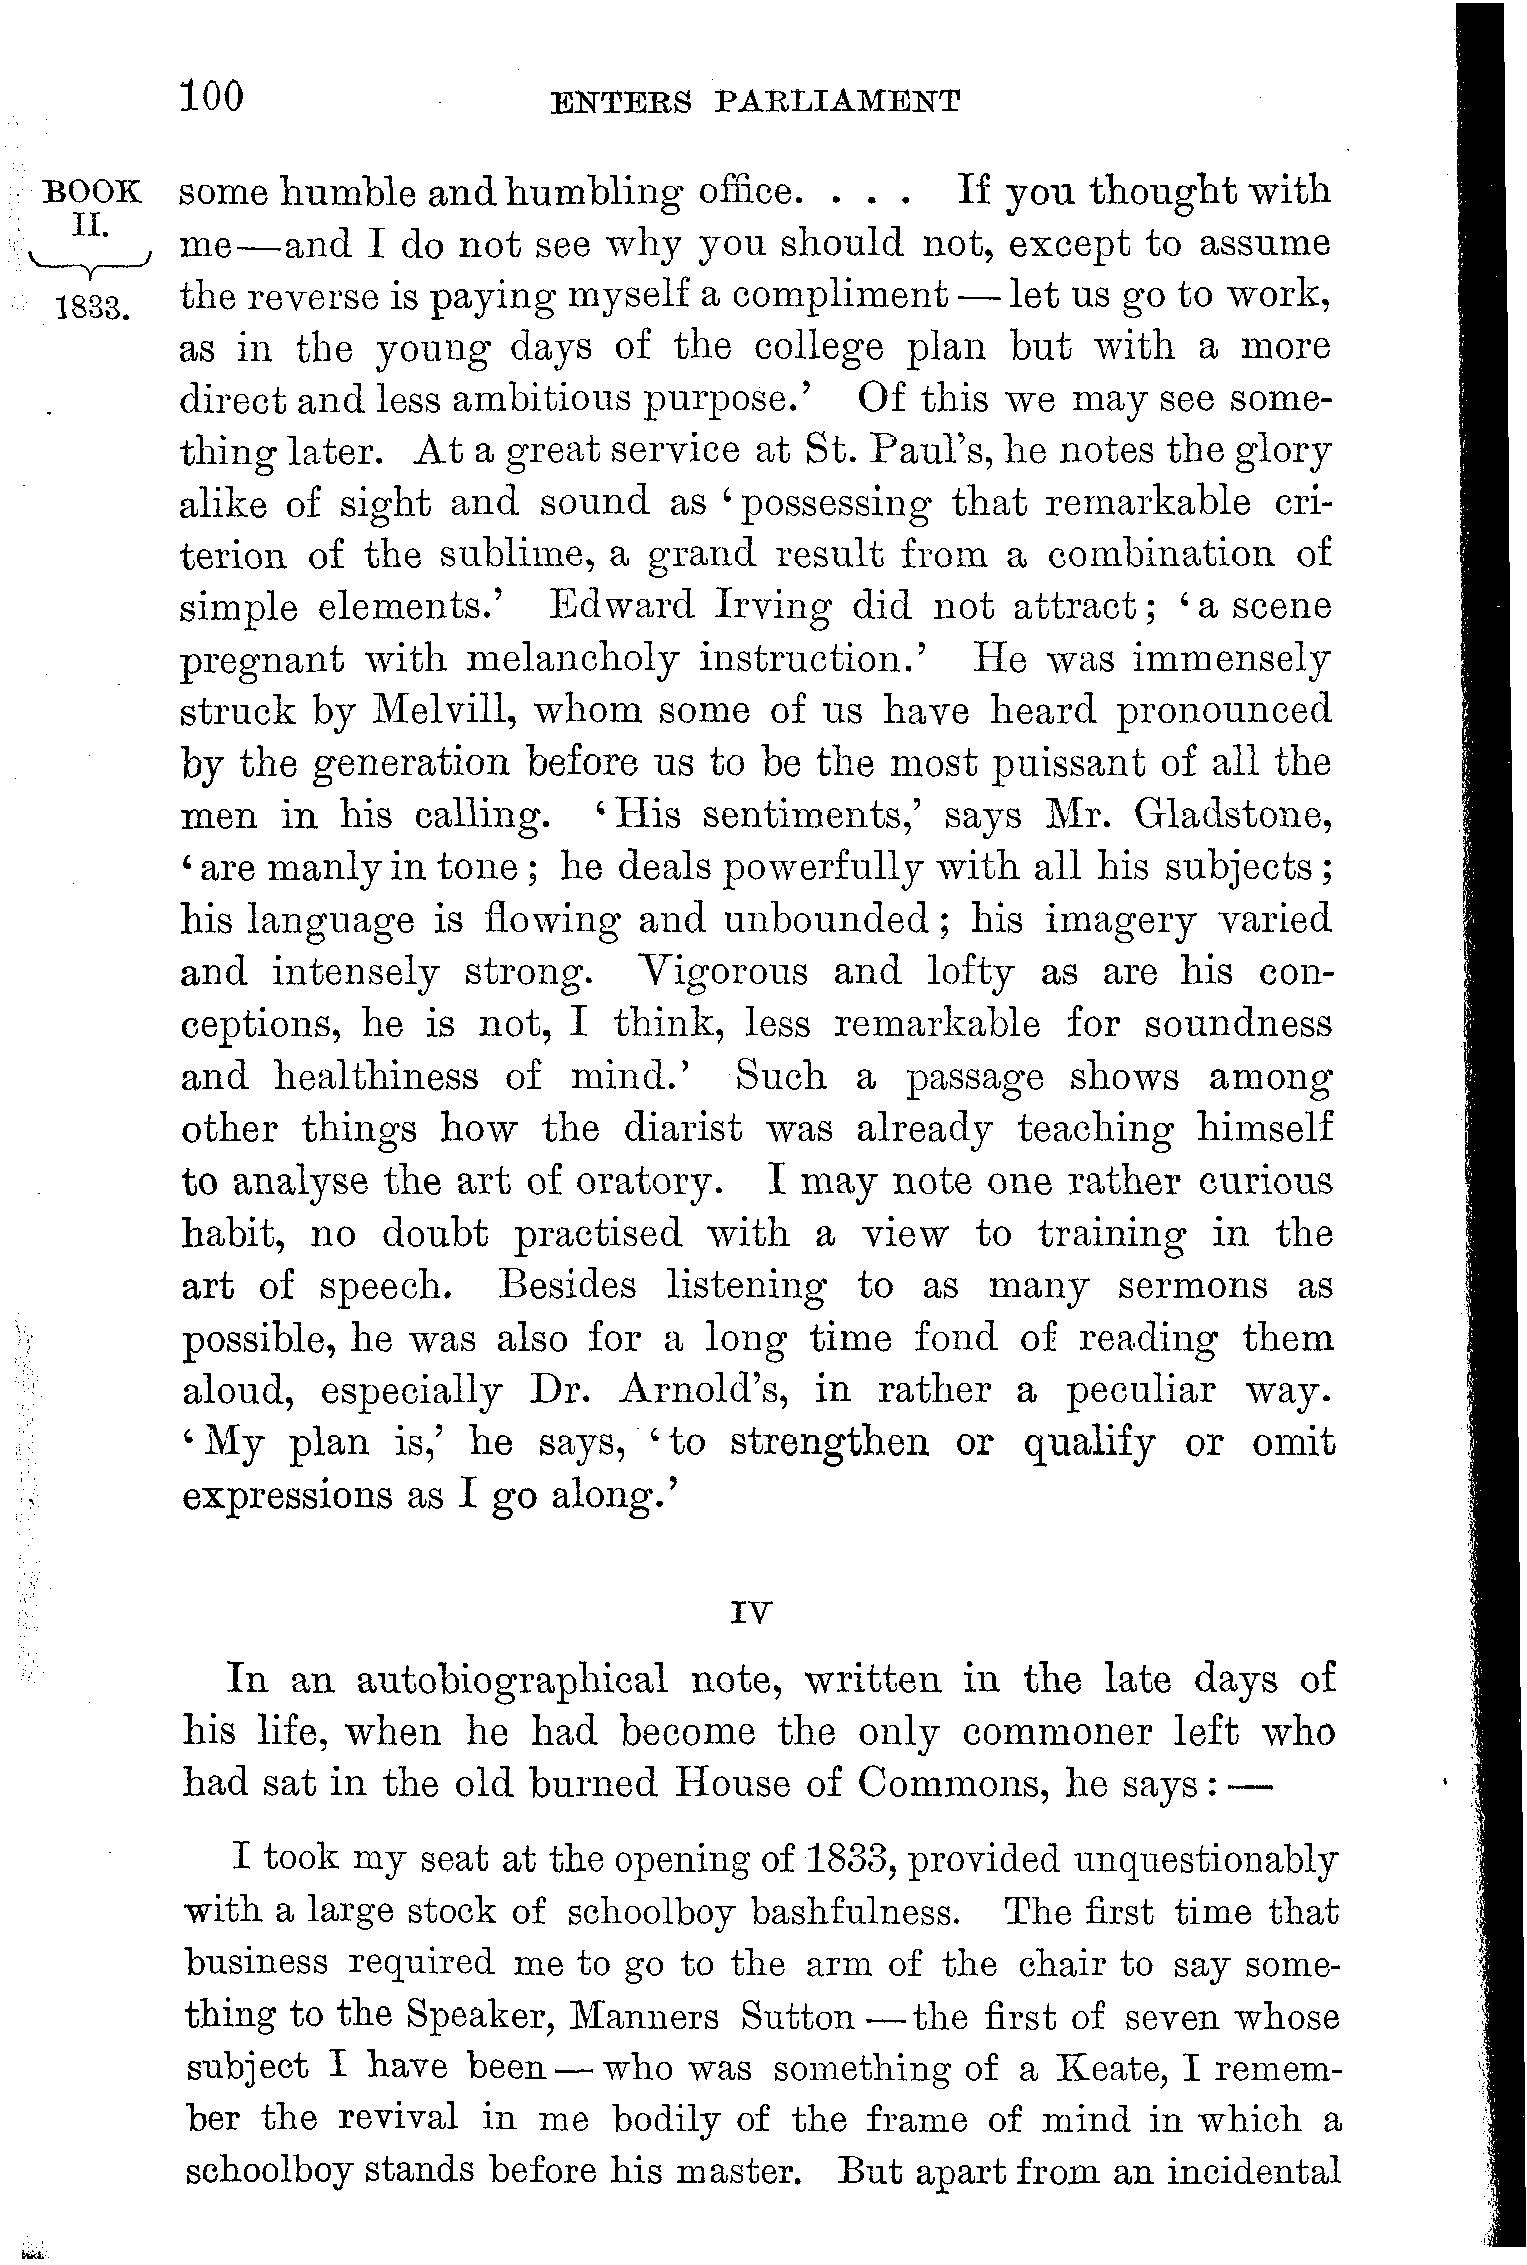 100 ENTERS PARLIAMENT
BOOK
II.
1833.
some humble and humbling office. . . . If you thought with
me—and I do not see why you should not, except to assume
the reverse is paying myself a compliment — let us go to work,
as in the young days of the college plan but with a more
direct and less ambitious purpose.’ Of this we may see some-
thing later. At a great service at St. Paul’s, he notes the glory
alike of sight and sound as ‘possessing that remarkable cri-
terion of the sublime, a grand result from a combination of
simple elements.’ Edward Irving did not attract; ‘a scene
pregnant with melancholy instruction.’ He was immensely
struck by Melvill, whom some of us have heard pronounced
by the generation before us to be the most puissant of all the
men in his calling. ‘His sentiments,’ says Mr. Gladstone,
‘are manly in tone; he deals powerfully with all his subjects;
his language is flowing and unbounded; his imagery varied
and intensely strong. Vigorous and lofty as are his con-
ceptions, he is not, I think, less remarkable for soundness
and healthiness of mind.’ Such a passage shows among
other things how the diarist was already teaching himself
to analyse the art of oratory. I may note one rather curious
habit, no doubt practised with a view to training in the
art of speech. Besides listening to as many sermons as
possible, he was also for a long time fond of reading them
aloud, especially Dr. Arnold’s, in rather a peculiar way.
‘My plan is,’ he says, ‘to strengthen or qualify or omit
expressions as I go along.’
IV
In an autobiographical note, written in the late days of
his life, when he had become the only commoner left who
had sat in the old burned House of Commons, he says: —
I took my seat at the opening of 1833, provided unquestionably
with a large stock of schoolboy bashfulness. The first time that
business required me to go to the arm of the chair to say some-
thing to the Speaker, Manners Sutton — the first of seven whose
subject I have been — who was something of a Keate, I remem-
ber the revival in me bodily of the frame of mind in which a
schoolboy stands before his master. But apart from an incidental